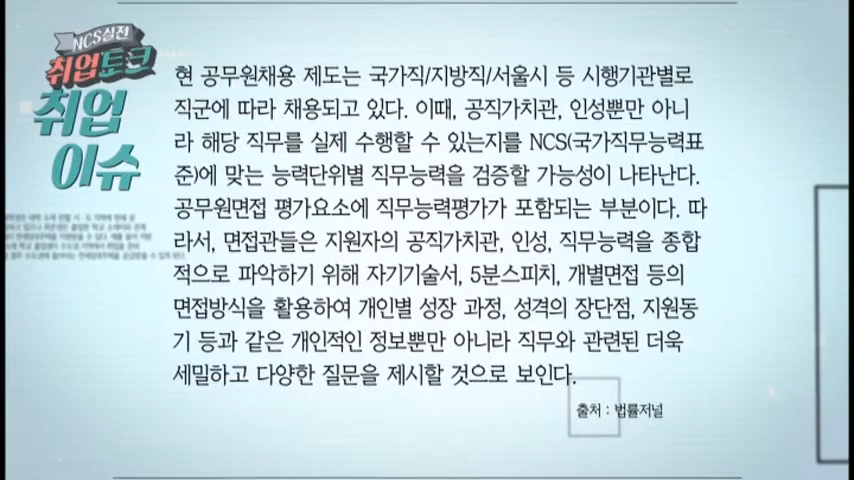 NCS실전
취업토크
취업
이슈
현 공무원채용 제도는 국가직/지방직/서울시 등 시행기관별로
직군에 따라 채용되고 있다. 이때, 공직가치관, 인성뿐만 아니
라 해당 직무를 실제 수행할 수 있는지를 NCS(국가직무능력표
준)에 맞는 능력단위별 직무능력을 검증할 가능성이 나타난다.
공무원면접 평가요소에 직무능력평가가 포함되는 부분이다. 따
라서, 면접관들은 지원자의 공직가치관, 인성, 직무능력을 종합
적으로 파악하기 위해 자기기술서, 5분스피치, 개별면접 등의
면접방식을 활용하여 개인별 성장 과정, 성격의 장단점, 지원동
기 등과 같은 개인적인 정보뿐만 아니라 직무와 관련된 더욱
세밀하고 다양한 질문을 제시할 것으로 보인다.
출처 : 법률저널